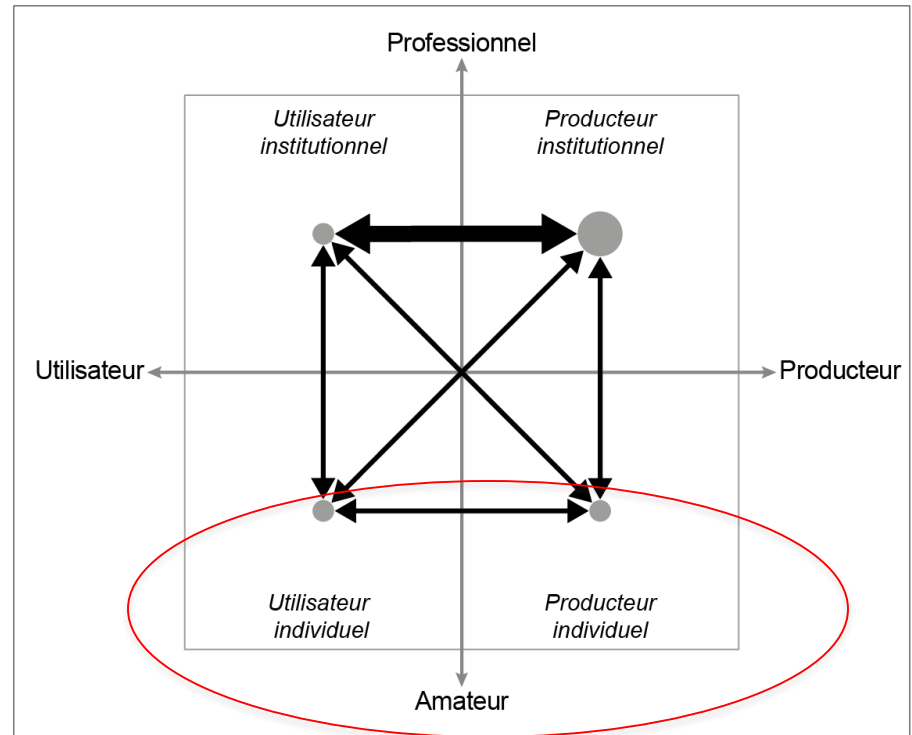 Professionnel
Utilisateur
institutionnel
Producteur
institutionnel
Utilisateur
Producteur
Utilisateur
individuel
Producteur
individuel
Amateur